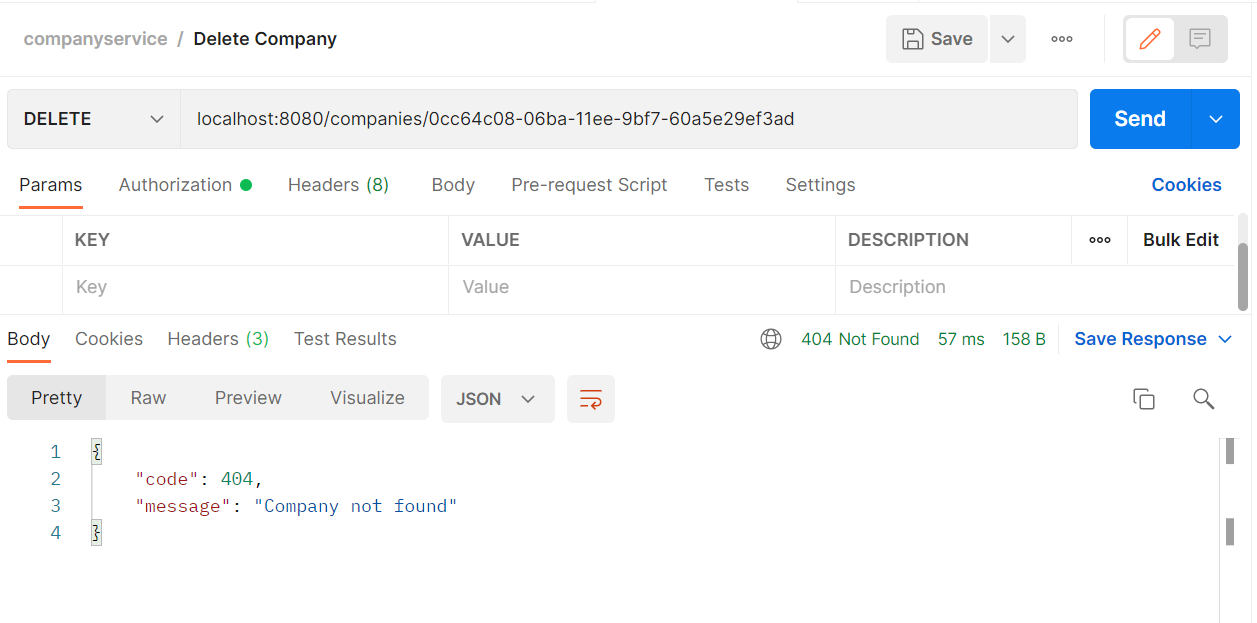 companyservice / Delete Company
Save
DELETE
localhost:8080/companies/0cc64c08-06ba-11ee-9bf7-60a5e29ef3ad
Send
Params Authorization Headers (8) Body Pre-request Script Tests Settings Cookies
KEY VALUE DESCRIPTION Bulk Edit
Key Value Description
Body Cookies Headers (3) Test Results 404 Not Found 57 ms 158 B Save Response
Pretty Raw Preview Visualize JSON
1 {
2 "code": 404,
3 "message": "Company not found"
4 }